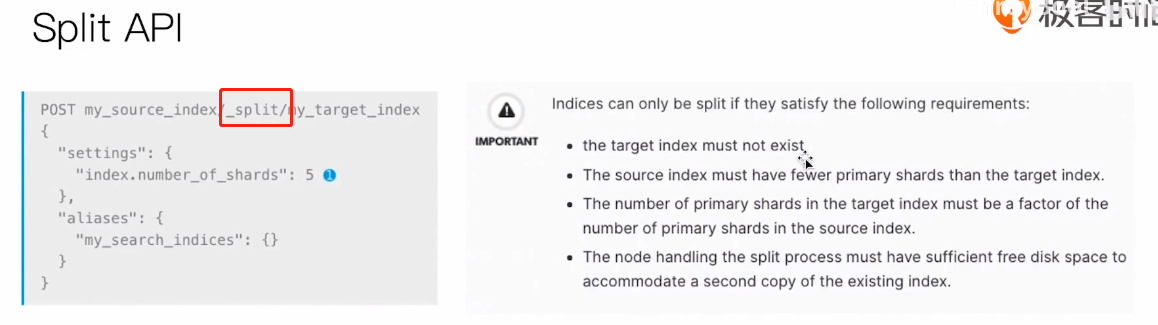 Split API
极客时间
POST my_source_index/_split/my_target_index
{
"settings": {
"index.number_of_shards": 5 1
},
"aliases": {
"my_search_indices": {}
}
}
IMPORTANT
Indices can only be split if they satisfy the following requirements:
• the target index must not exist
• The source index must have fewer primary shards than the target index.
• The number of primary shards in the target index must be a factor of the
number of primary shards in the source index.
• The node handling the split process must have sufficient free disk space to
accommodate a second copy of the existing index.